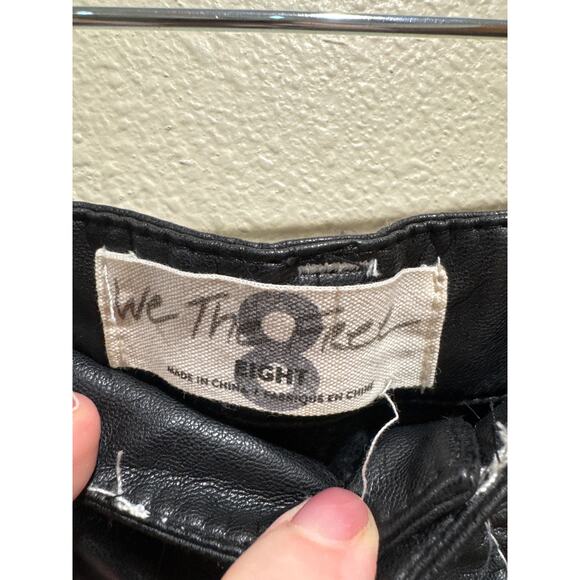 We The Free
8
EIGHT
MADE IN CHINA / FABRIQUÉ EN CHINE